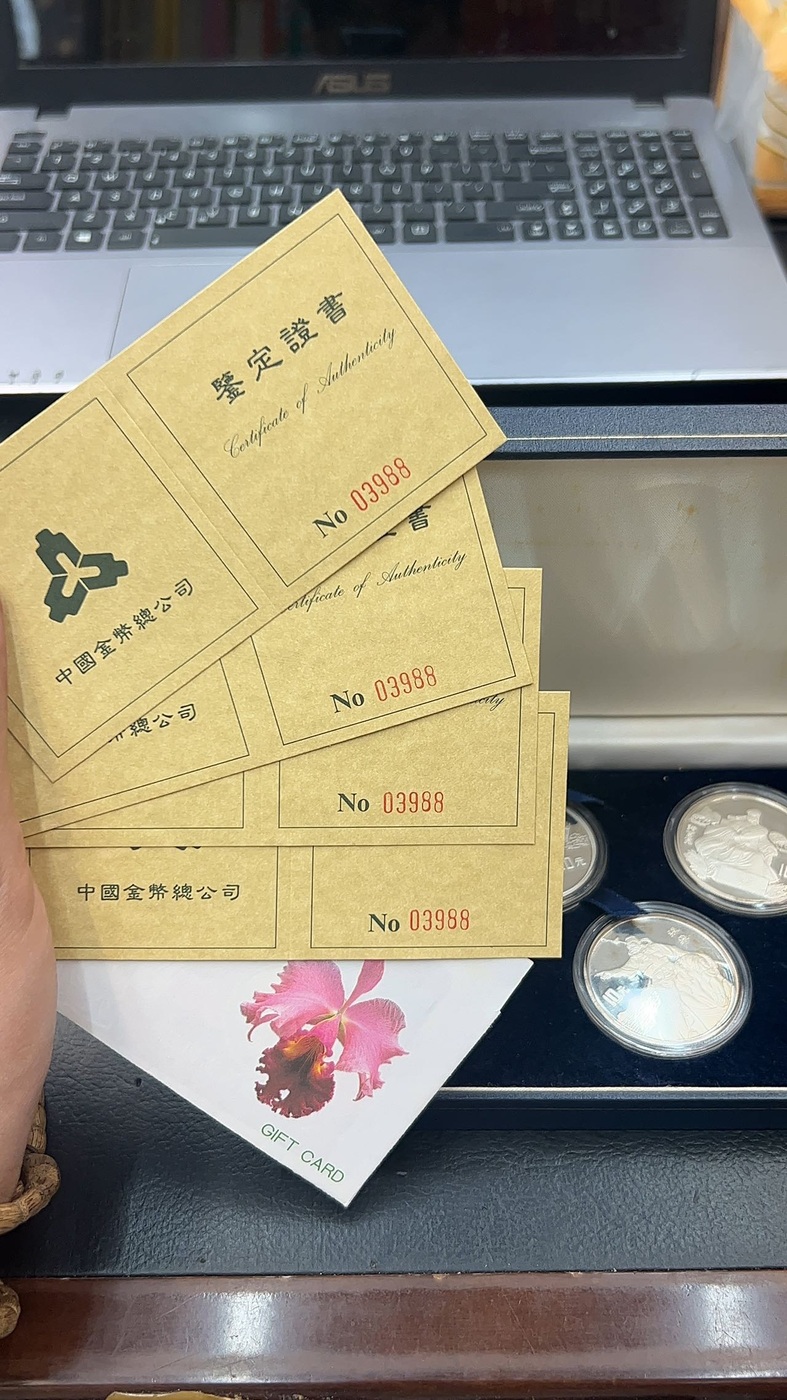 ASUS
鑒定證書
Certificate of Authenticity
No 03988
中國金幣總公司
書
Certificate of Authenticity
No 03988
總公司
No 03988
中國金幣總公司
No 03988
GIFT CARD